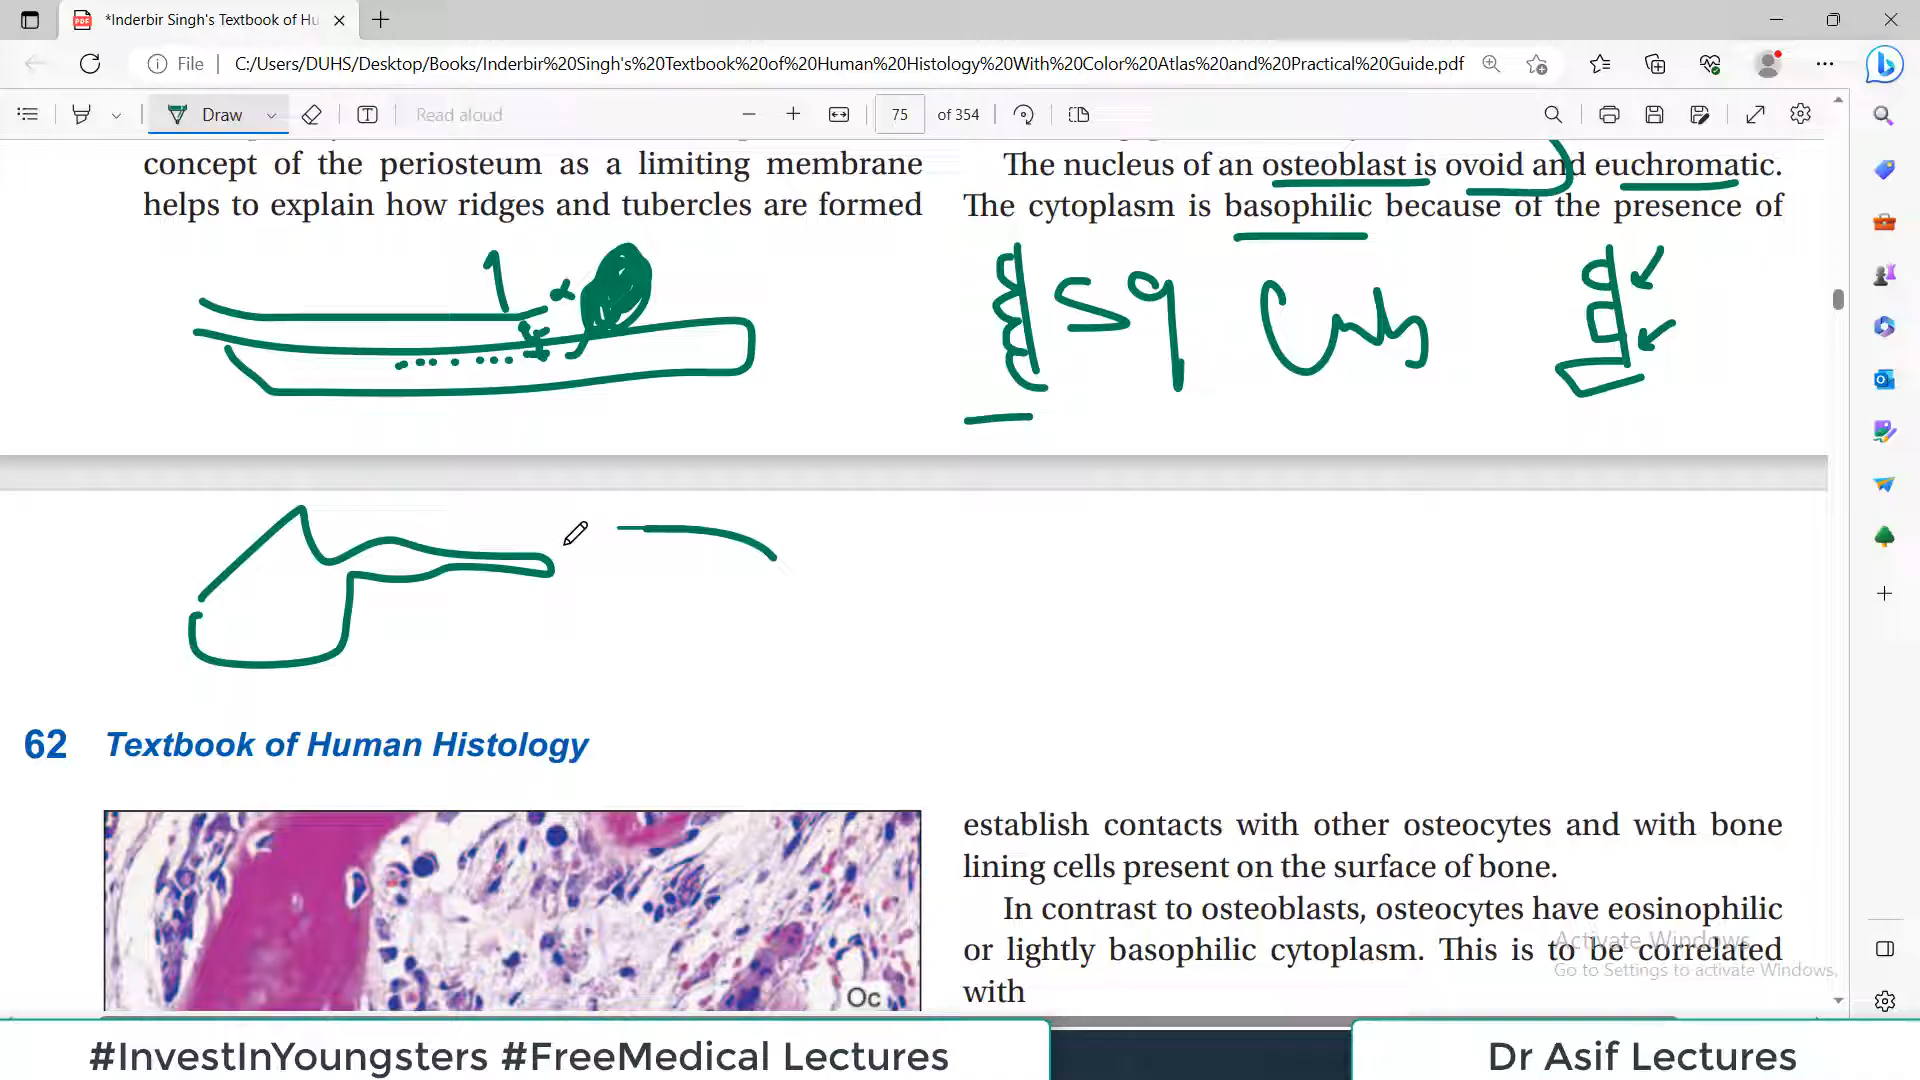 *Inderbir Singh's Textbook of Hu
File
C:/Users/DUHS/Desktop/Books/Inderbir%20Singh's%20Textbook%20of%20Human%20Histology%20With%20Color%20Atlas%20and%20Practical%20Guide.pdf
Draw
Read aloud
75
of 354
concept of the periosteum as a limiting membrane
helps to explain how ridges and tubercles are formed
The nucleus of an osteoblast is ovoid and euchromatic.
The cytoplasm is basophilic because of the presence of
Sq
62 Textbook of Human Histology
Oc
establish contacts with other osteocytes and with bone
lining cells present on the surface of bone.
In contrast to osteoblasts, osteocytes have eosinophilic
or lightly basophilic cytoplasm. This is to be correlated
with
Activate Windows
Go to Settings to activate Windows.
#InvestInYoungsters #FreeMedical Lectures
Dr Asif Lectures